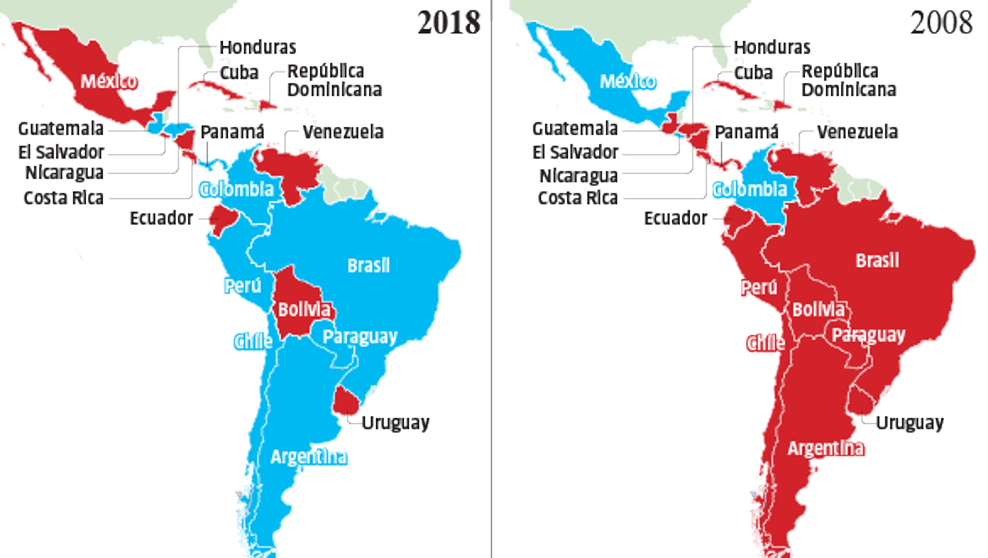 2018
Honduras
Cuba
República
Dominicana
México
Guatemala
Panamá
Venezuela
El Salvador
Nicaragua
Colombia
Costa Rica
Ecuador
Brasil
Perú
Bolivia
Chile
Paraguay
Uruguay
Argentina
2008
Honduras
Cuba
República
Dominicana
México
Guatemala
Panamá
Venezuela
El Salvador
Nicaragua
Colombia
Costa Rica
Ecuador
Brasil
Perú
Bolivia
Paraguay
Chile
Uruguay
Argentina